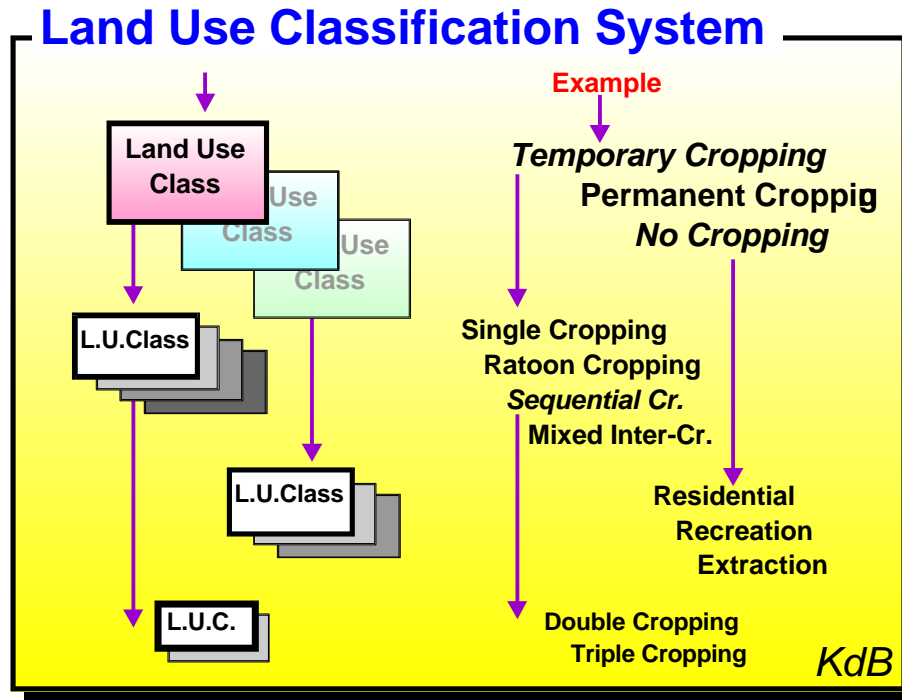 Land Use Classification System
Example
Land Use
Class
Use
Class
Use
Class
Temporary Cropping
Permanent Croppig
No Cropping
L.U.Class
Single Cropping
Ratoon Cropping
Sequential Cr.
Mixed Inter-Cr.
L.U.Class
Residential
Recreation
Extraction
L.U.C.
Double Cropping
Triple Cropping
KdB